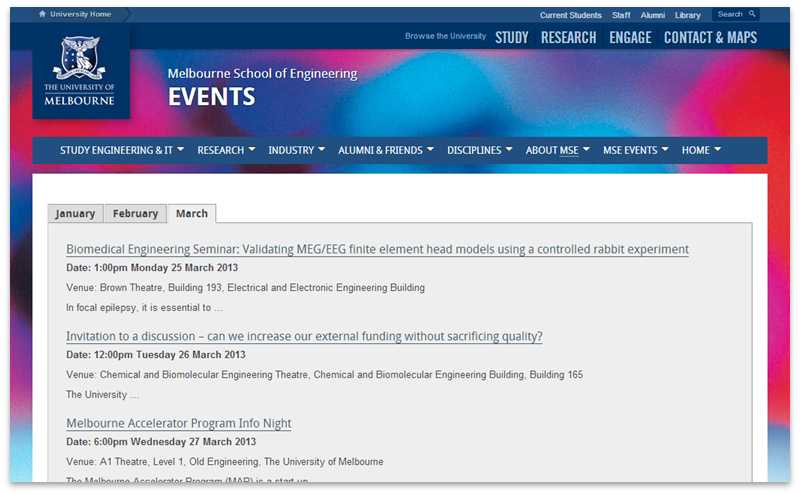 University Home
Current Students Staff Alumni Library Search
Browse the University STUDY RESEARCH ENGAGE CONTACT & MAPS
THE UNIVERSITY OF
MELBOURNE
Melbourne School of Engineering
EVENTS
STUDY ENGINEERING & IT RESEARCH INDUSTRY ALUMNI & FRIENDS DISCIPLINES ABOUT MSE MSE EVENTS HOME
January February March
Biomedical Engineering Seminar: Validating MEG/EEG finite element head models using a controlled rabbit experiment
Date: 1:00pm Monday 25 March 2013
Venue: Brown Theatre, Building 193, Electrical and Electronic Engineering Building
In focal epilepsy, it is essential to …
Invitation to a discussion – can we increase our external funding without sacrificing quality?
Date: 12:00pm Tuesday 26 March 2013
Venue: Chemical and Biomolecular Engineering Theatre, Chemical and Biomolecular Engineering Building, Building 165
The University …
Melbourne Accelerator Program Info Night
Date: 6:00pm Wednesday 27 March 2013
Venue: A1 Theatre, Level 1, Old Engineering, The University of Melbourne
The Melbourne Accelerator Program (MAP) is a start-up